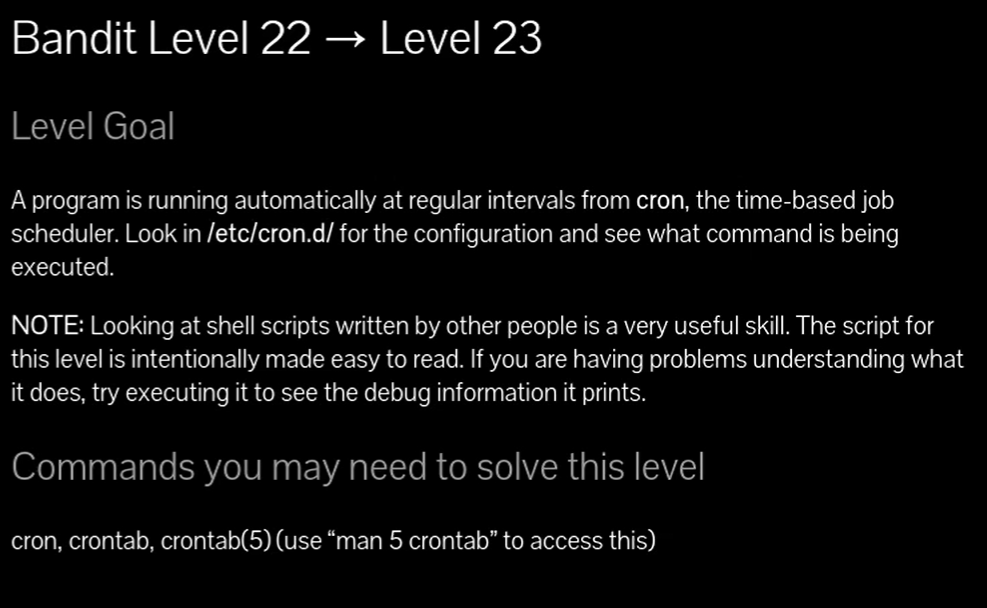 Bandit Level 22 → Level 23
Level Goal
A program is running automatically at regular intervals from cron, the time-based job
scheduler. Look in /etc/cron.d/ for the configuration and see what command is being
executed.
NOTE: Looking at shell scripts written by other people is a very useful skill. The script for
this level is intentionally made easy to read. If you are having problems understanding what
it does, try executing it to see the debug information it prints.
Commands you may need to solve this level
cron, crontab, crontab(5) (use “man 5 crontab” to access this)